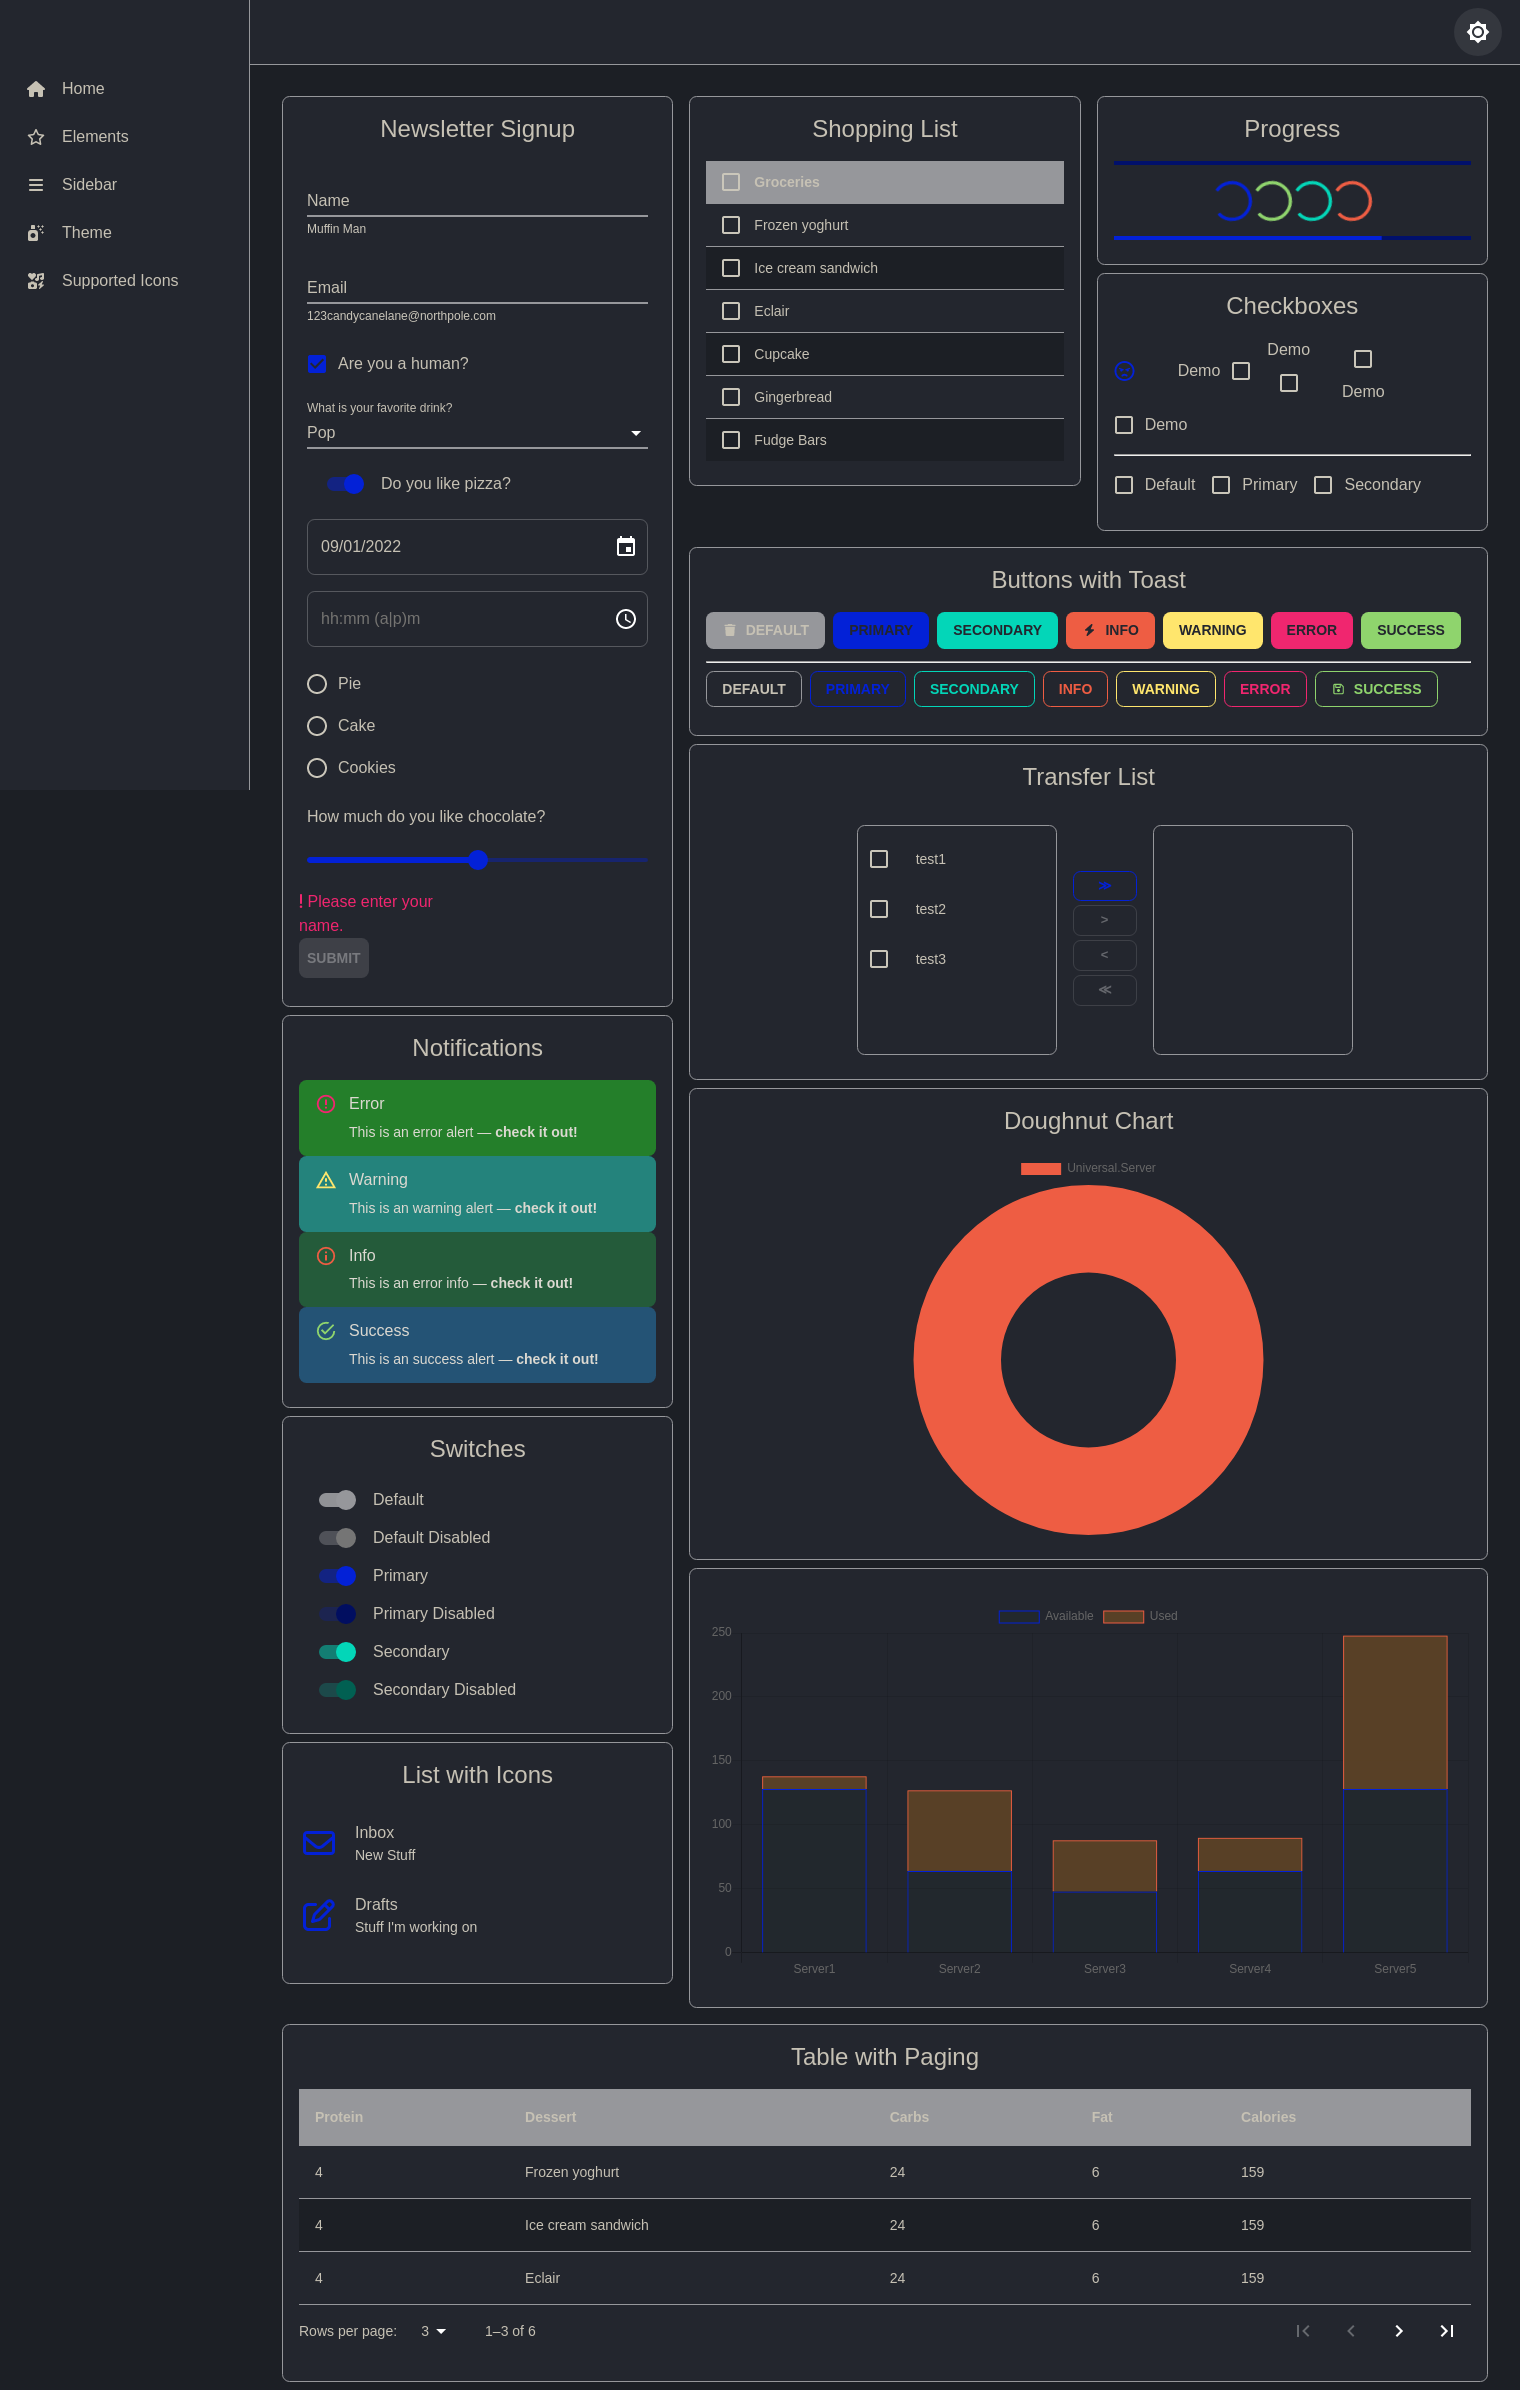 Home
Elements
Sidebar
Theme
Supported Icons
Newsletter Signup
Name
Muffin Man
Email
123candycanelane@northpole.com
Are you a human?
What is your favorite drink?
Pop
Do you like pizza?
09/01/2022
hh:mm (a|p)m
Pie
Cake
Cookies
How much do you like chocolate?
! Please enter your
name.
SUBMIT
Notifications
Error
This is an error alert — check it out!
Warning
This is an warning alert — check it out!
Info
This is an error info — check it out!
Success
This is an success alert — check it out!
Switches
Default
Default Disabled
Primary
Primary Disabled
Secondary
Secondary Disabled
List with Icons
Inbox
New Stuff
Drafts
Stuff I'm working on
Shopping List
Groceries
Frozen yoghurt
Ice cream sandwich
Eclair
Cupcake
Gingerbread
Fudge Bars
Progress
Checkboxes
Demo
Demo
Demo
Demo
Default Primary Secondary
Buttons with Toast
DEFAULT PRIMARY SECONDARY INFO WARNING ERROR SUCCESS
DEFAULT PRIMARY SECONDARY INFO WARNING ERROR SUCCESS
Transfer List
test1
test2
test3
≫
>
<
≪
Doughnut Chart
Universal.Server
Available Used
250
200
150
100
50
0
Server1 Server2 Server3 Server4 Server5
Table with Paging
Protein Dessert Carbs Fat Calories
4 Frozen yoghurt 24 6 159
4 Ice cream sandwich 24 6 159
4 Eclair 24 6 159
Rows per page: 3 1–3 of 6